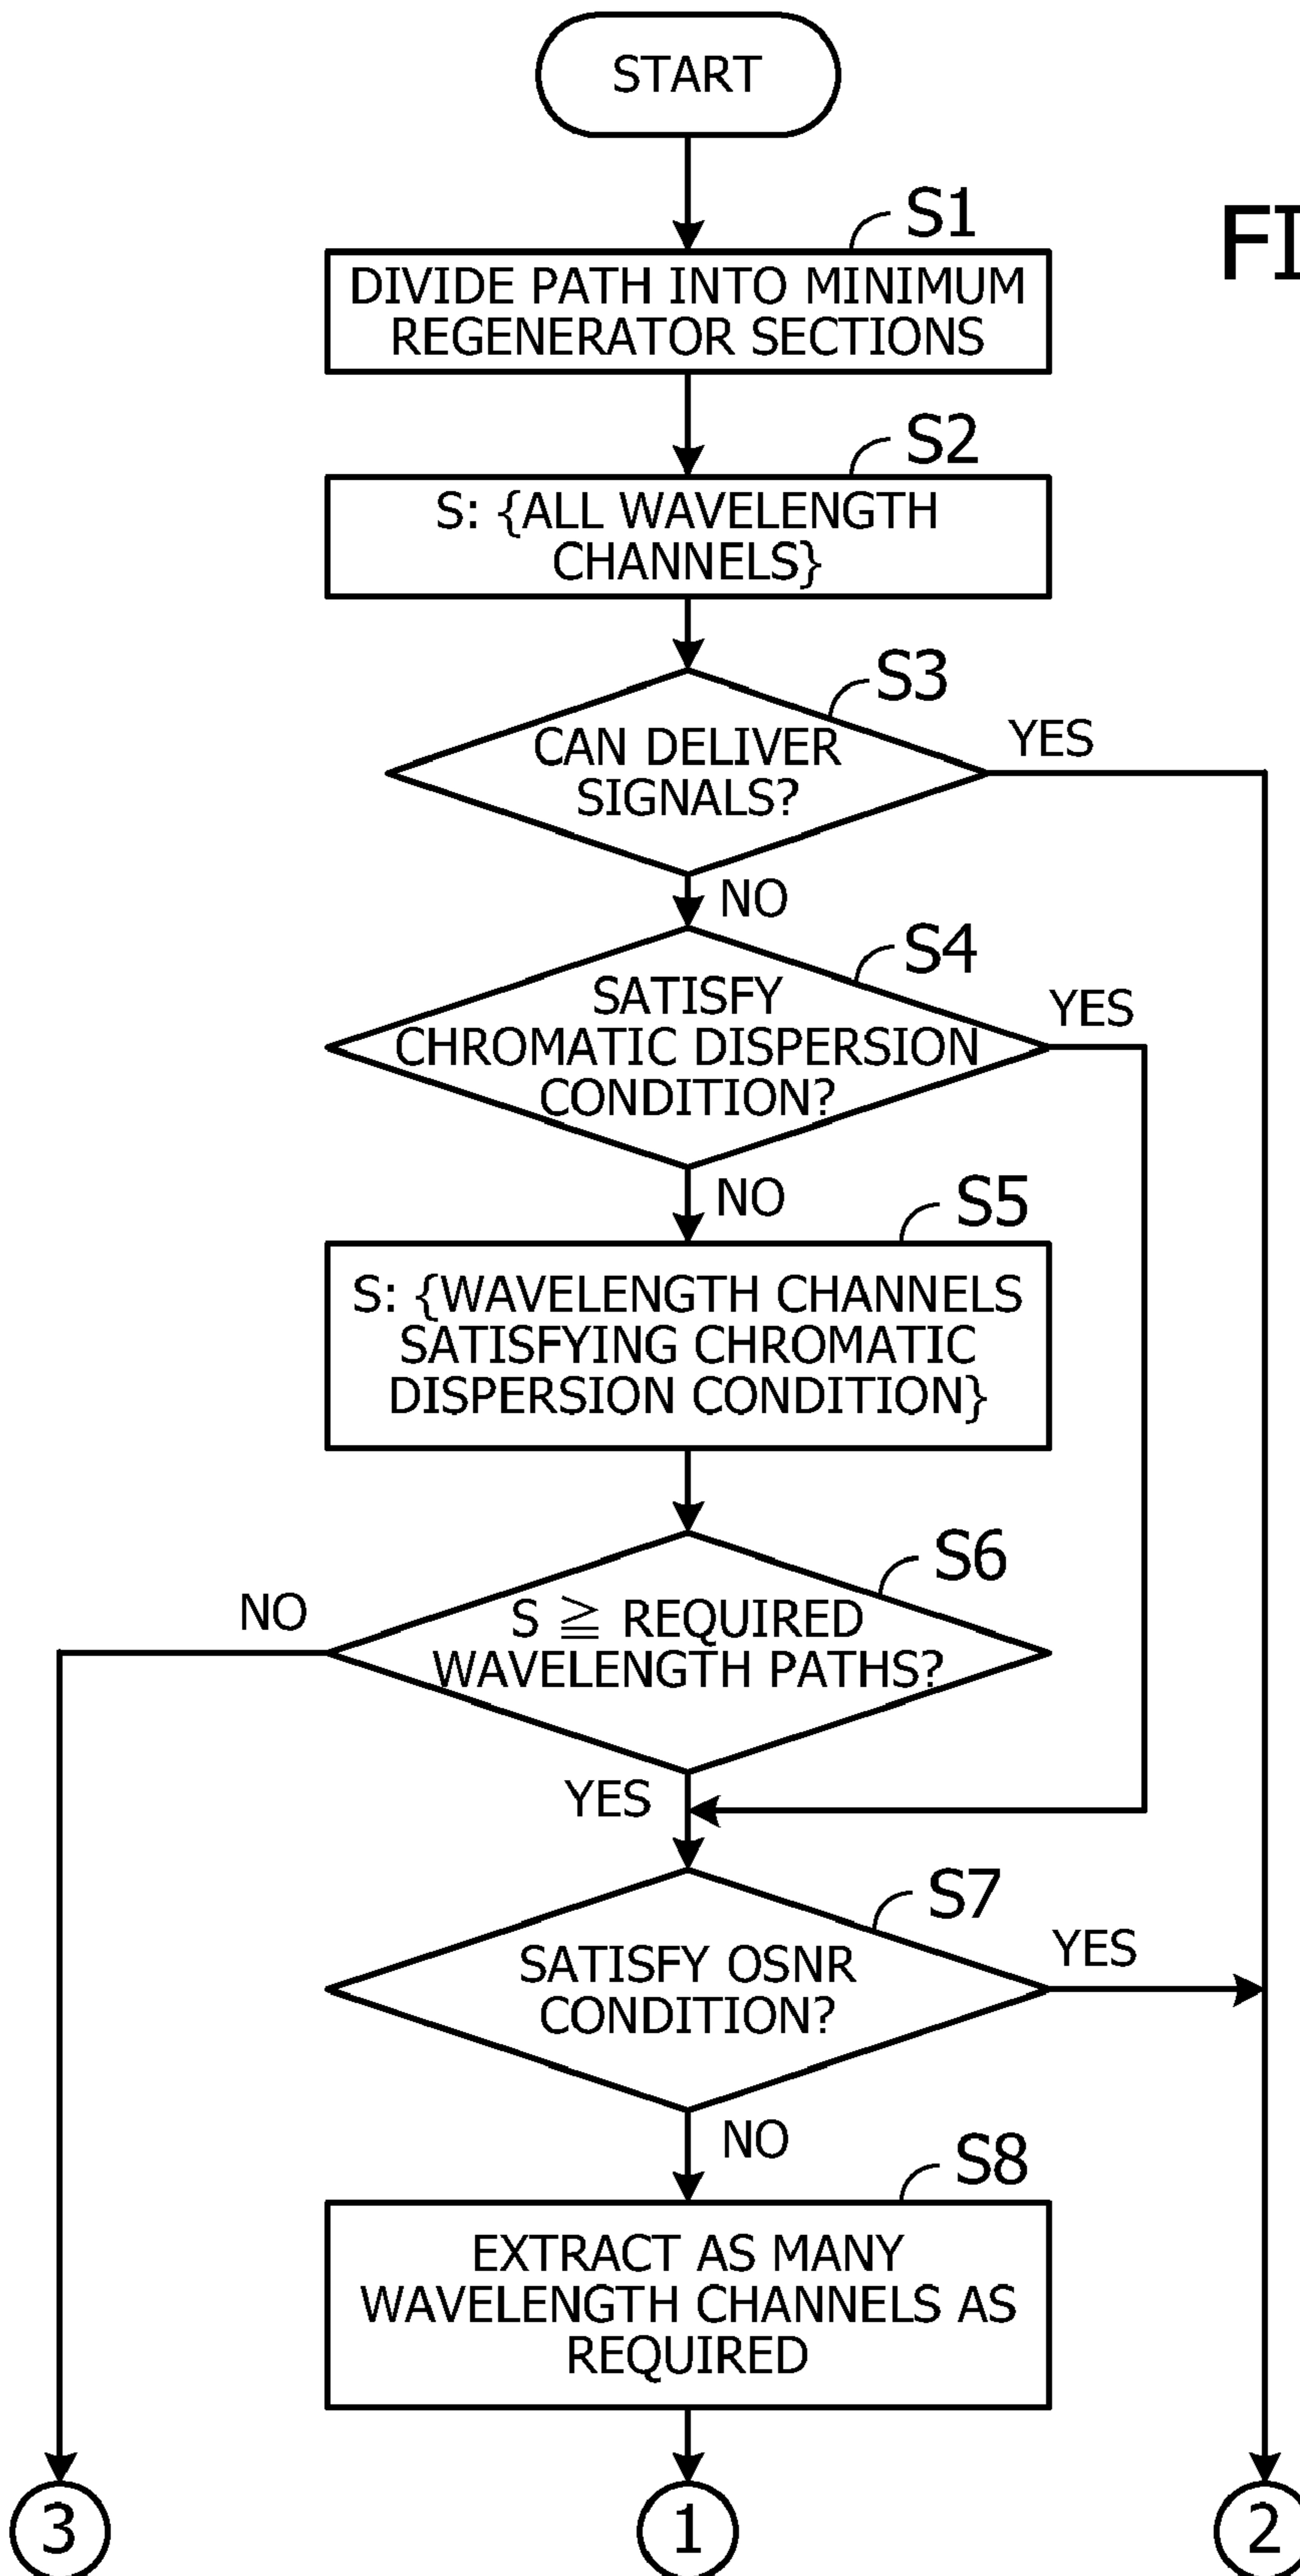 START
S1
FI
DIVIDE PATH INTO MINIMUM
REGENERATOR SECTIONS
S2
S: {ALL WAVELENGTH
CHANNELS}
S3
CAN DELIVER
SIGNALS?
YES
NO
S4
SATISFY
CHROMATIC DISPERSION
CONDITION?
YES
NO
S5
S: {WAVELENGTH CHANNELS
SATISFYING CHROMATIC
DISPERSION CONDITION}
S6
NO
S ≧ REQUIRED
WAVELENGTH PATHS?
YES
S7
SATISFY OSNR
CONDITION?
YES
NO
S8
EXTRACT AS MANY
WAVELENGTH CHANNELS AS
REQUIRED
3
1
2